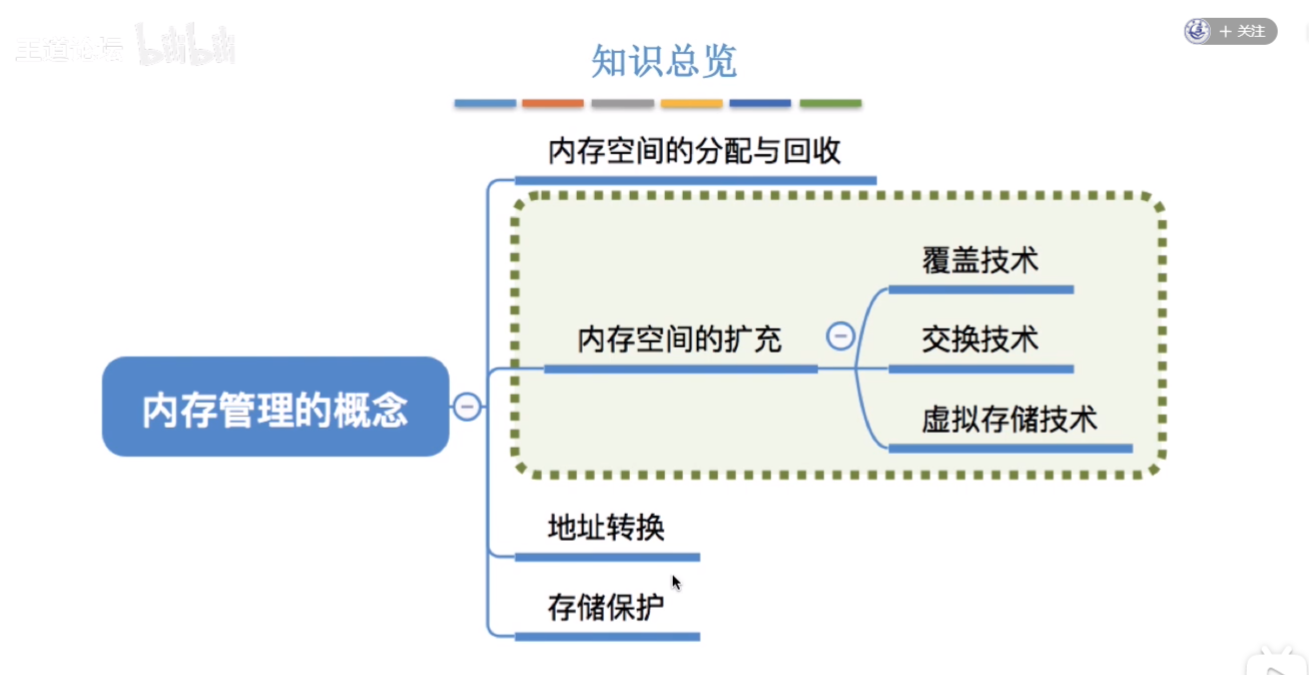 王道论坛 bilibili
+ 关注
知识总览
内存空间的分配与回收
覆盖技术
内存空间的扩充
交换技术
虚拟存储技术
内存管理的概念
地址转换
存储保护